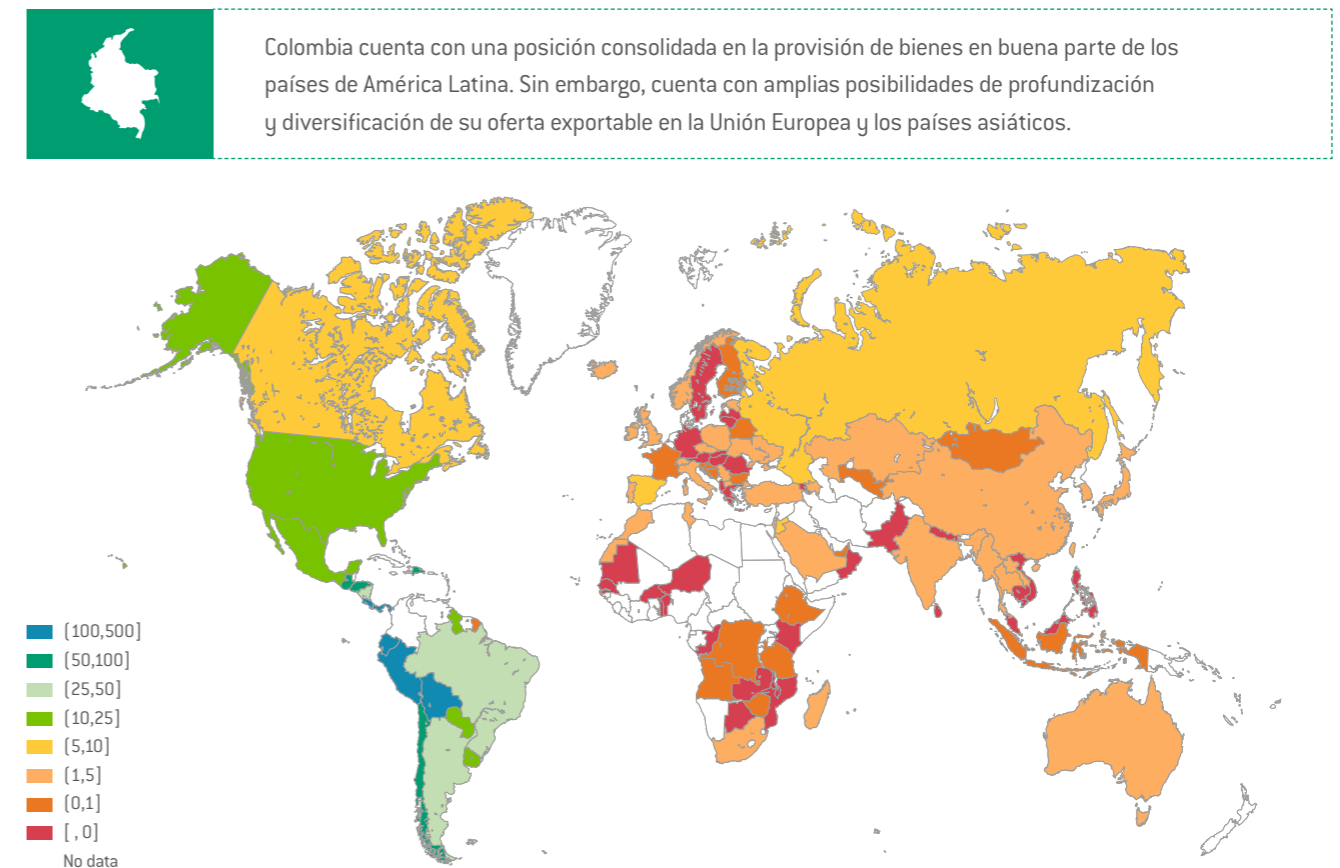 Colombia cuenta con una posición consolidada en la provisión de bienes en buena parte de los
países de América Latina. Sin embargo, cuenta con amplias posibilidades de profundización
y diversificación de su oferta exportable en la Unión Europea y los países asiáticos.
(100,500]
(50,100]
(25,50]
(10,25]
(5,10]
(1,5]
(0,1]
[ , 0]
No data